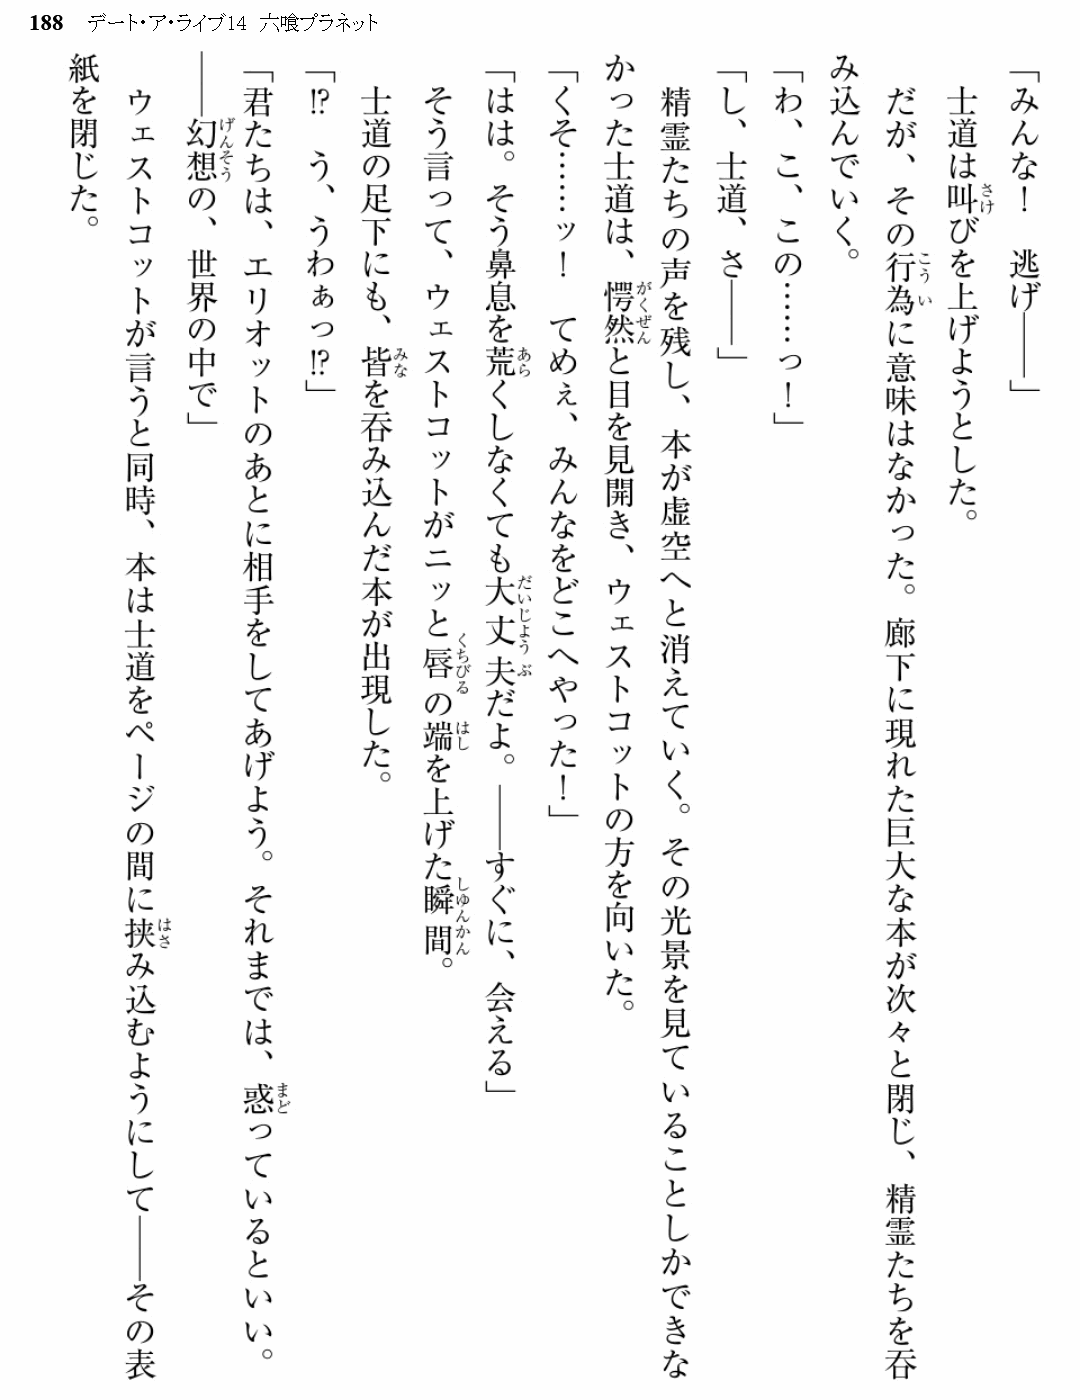 188 デート・ア・ライブ14 六喰プラネット
「みんな！　逃げ――」
　士道は叫びを上げようとした。
　だが、その行為に意味はなかった。廊下に現れた巨大な本が次々と閉じ、精霊たちを呑
み込んでいく。
「わ、こ、この……っ！」
「し、士道、さ――」
　精霊たちの声を残し、本が虚空へと消えていく。その光景を見ていることしかできな
かった士道は、愕然と目を見開き、ウェストコットの方を向いた。
「くそ……ッ！　てめぇ、みんなをどこへやった！」
「はは。そう鼻息を荒くしなくても大丈夫だよ。――すぐに、会える」
　そう言って、ウェストコットがニッと唇の端を上げた瞬間。
　士道の足下にも、皆を呑み込んだ本が出現した。
「!?　う、うわぁっ!?」
「君たちは、エリオットのあとに相手をしてあげよう。それまでは、惑っているといい。
――幻想の、世界の中で」
　ウェストコットが言うと同時、本は士道をページの間に挟み込むようにして――その表
紙を閉じた。